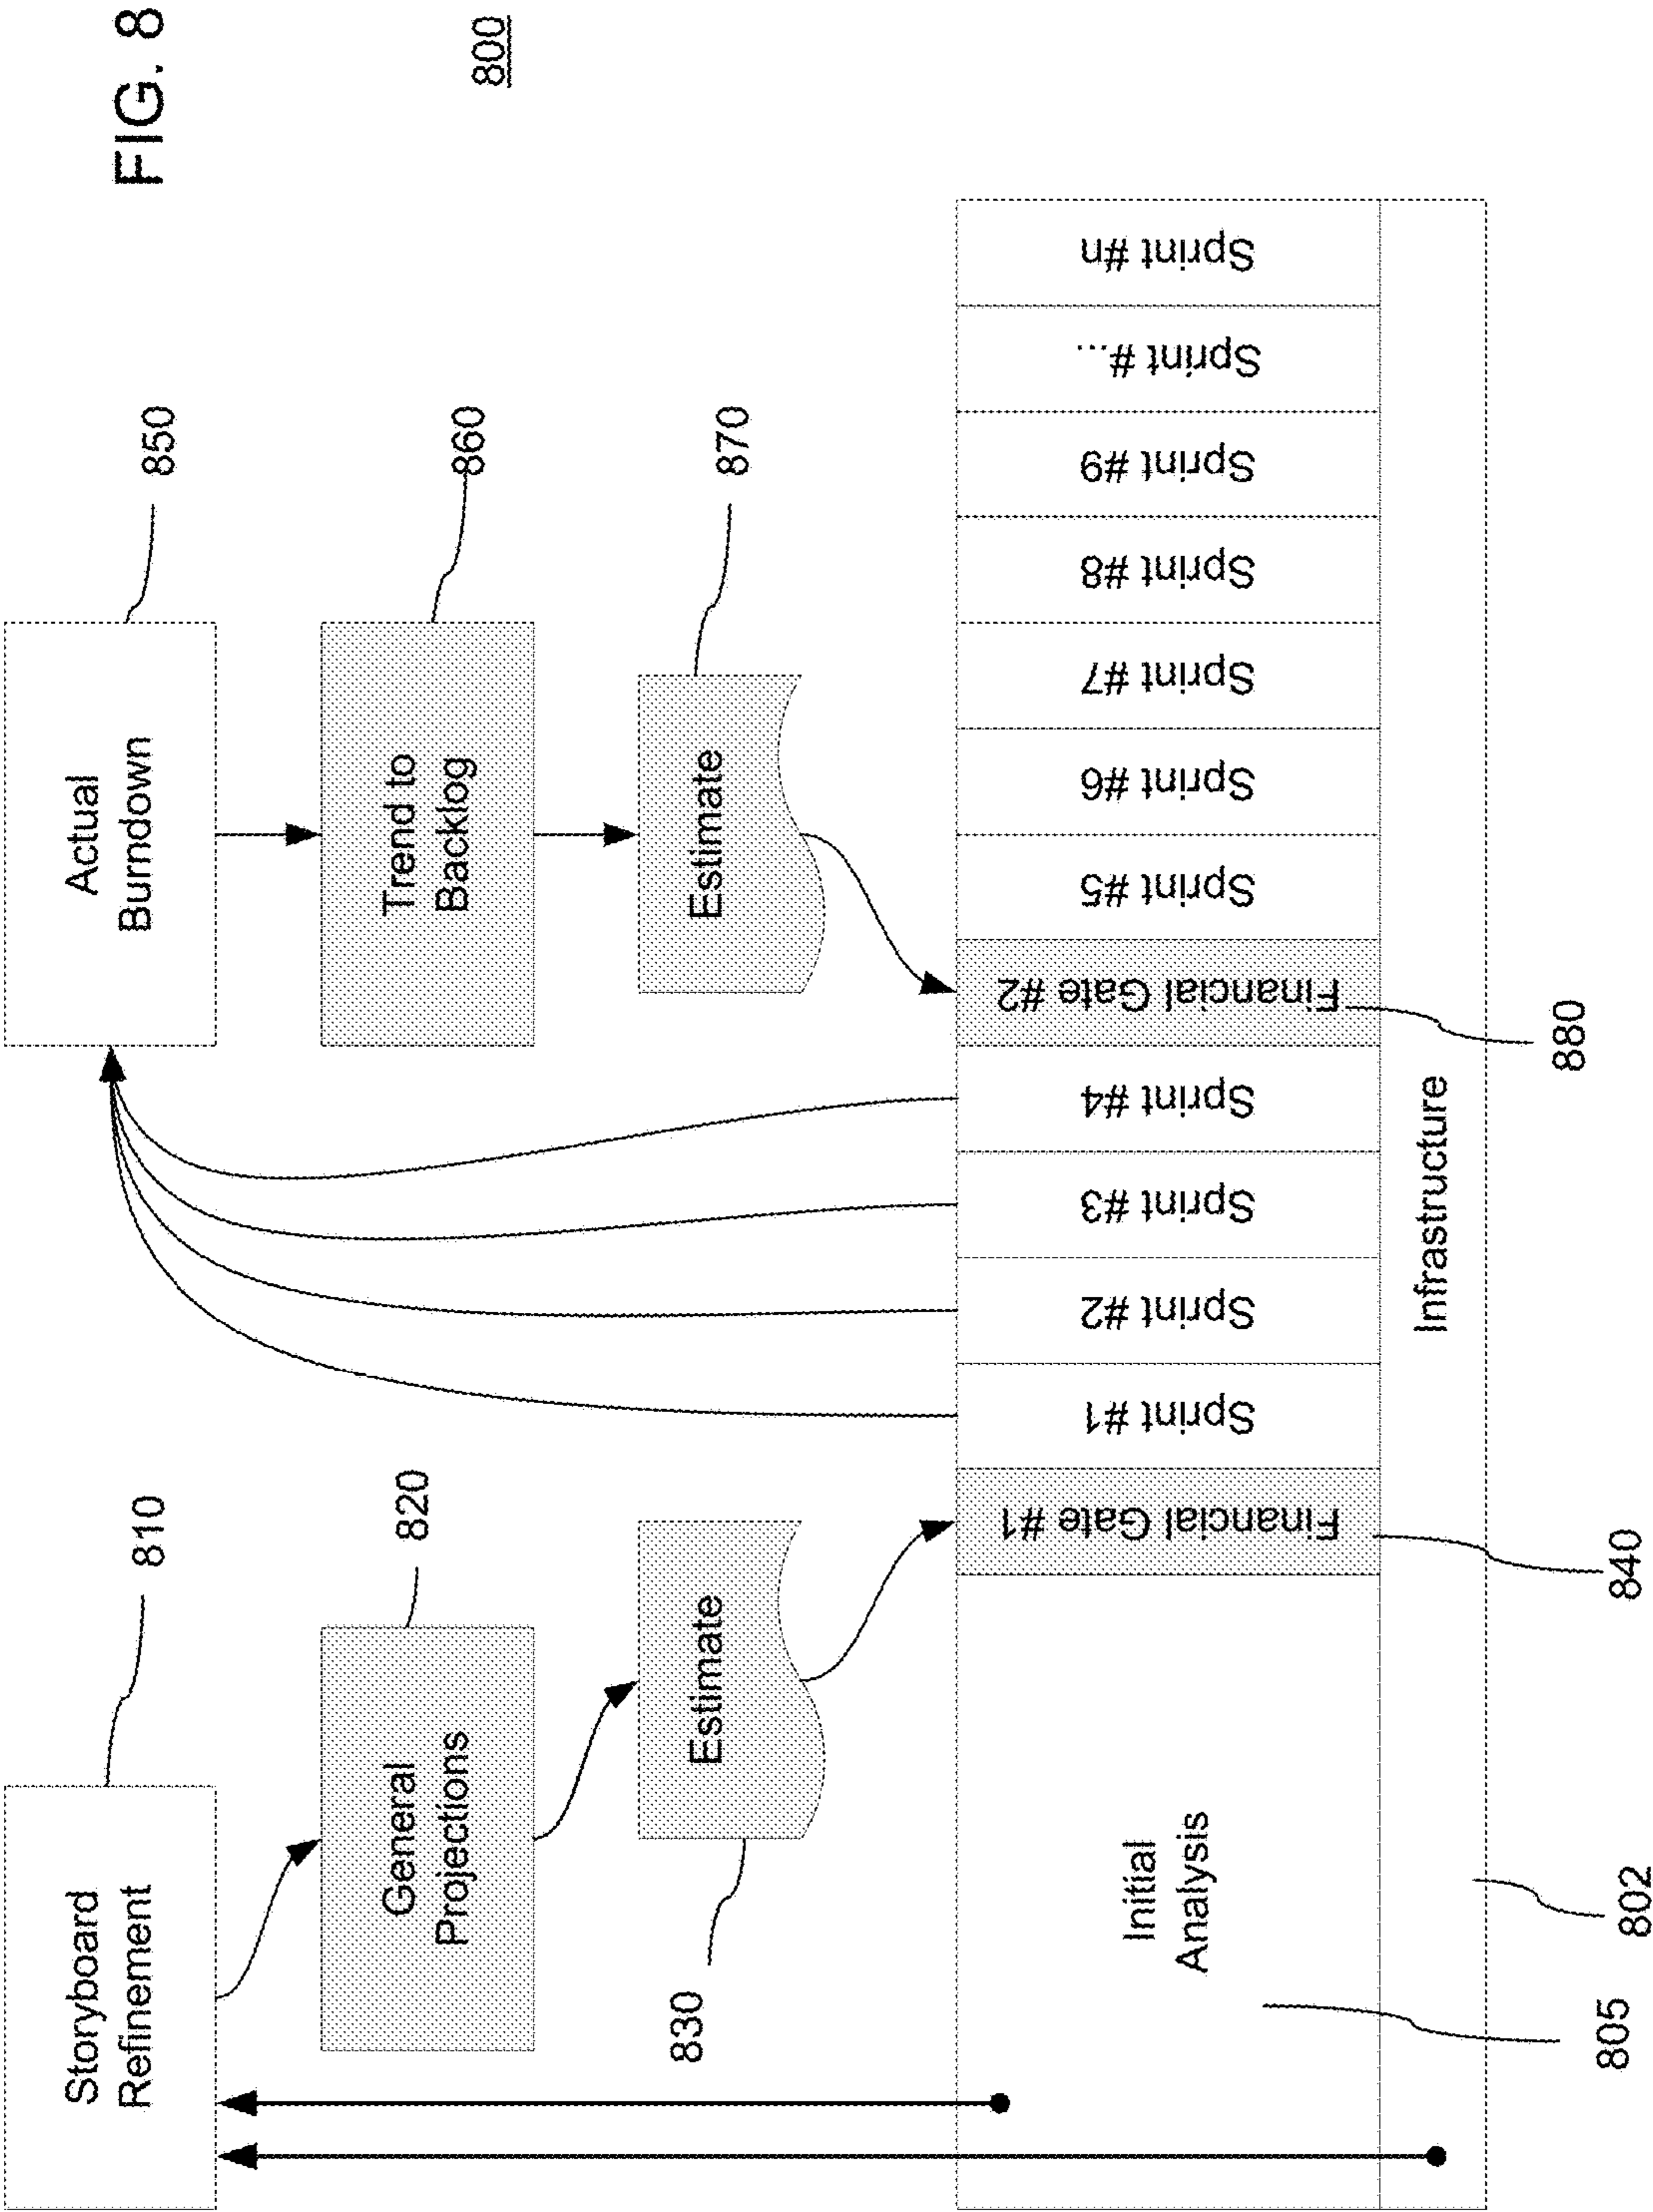 FIG. 8
800
Storyboard
Refinement
810
General
Projections
820
Estimate
830
Actual
Burndown
850
Trend to
Backlog
860
Estimate
870
Initial
Analysis
Financial Gate #1
Sprint #1
Sprint #2
Sprint #3
Sprint #4
Financial Gate #2
Sprint #5
Sprint #6
Sprint #7
Sprint #8
Sprint #9
Sprint #...
Sprint #n
Infrastructure
805
802
840
880